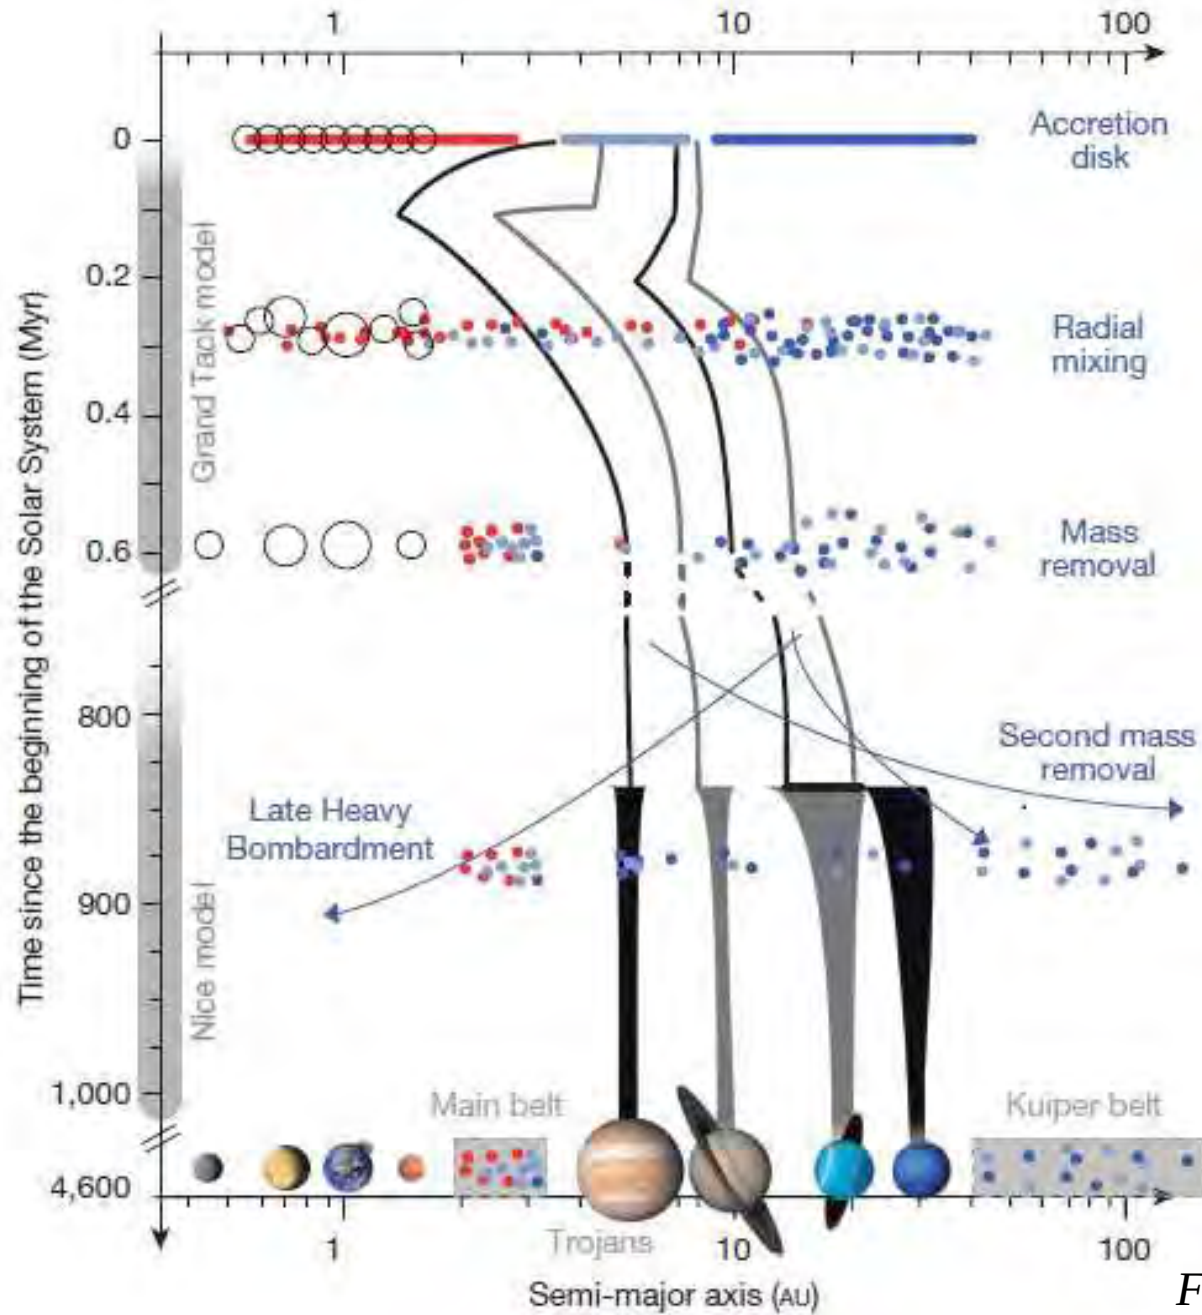 1 10 100
Accretion
disk
0
0.2
Radial
mixing
0.4
Mass
removal
0.6
Grand Tack model
Time since the beginning of the Solar System (Myr)
800
Second mass
removal
Late Heavy
Bombardment
900
Nice model
1,000
Main belt
Kuiper belt
4,600
Trojans
1 10 100
Semi-major axis (AU)
F